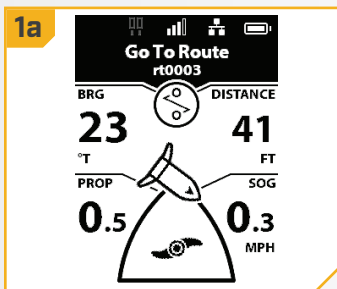 1a
Go To Route
rt0003
BRG DISTANCE
23 41
°T FT
PROP SOG
0.5 0.3
MPH